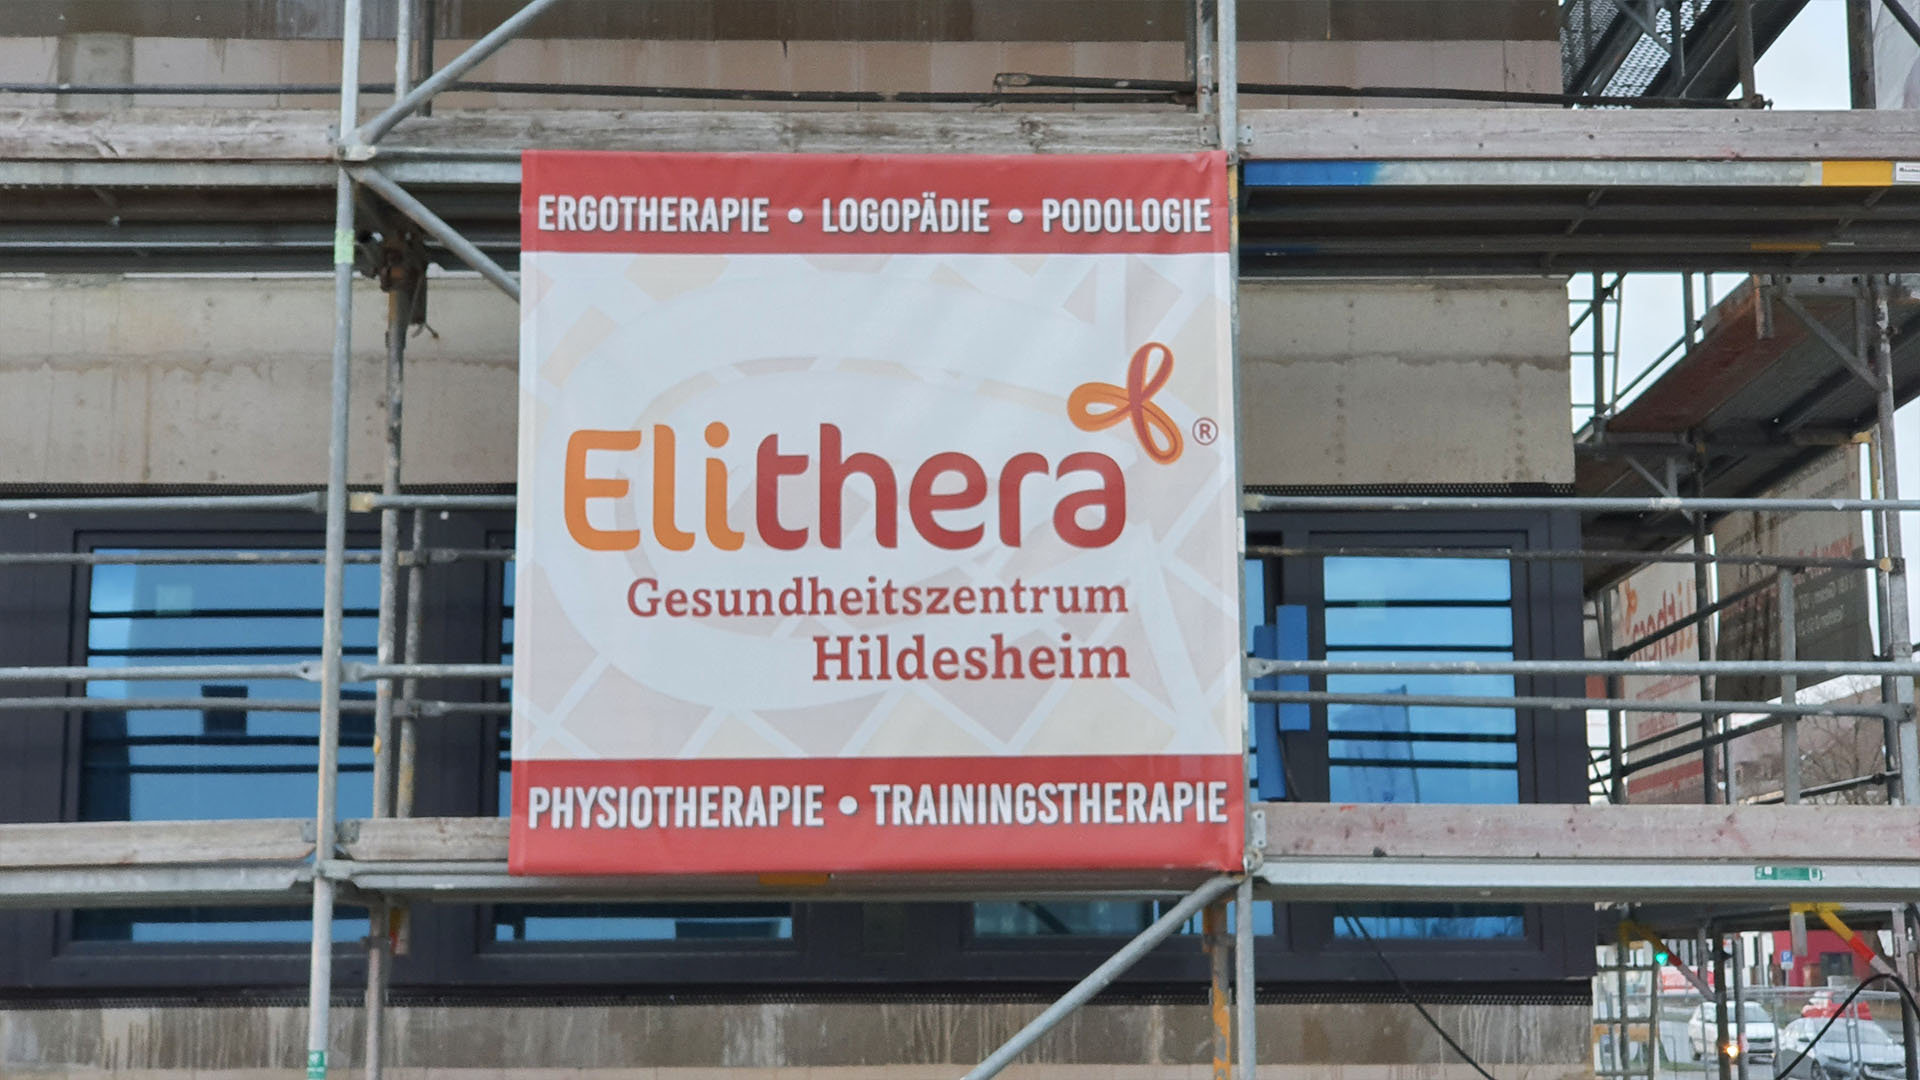 ERGOTHERAPIE • LOGOPÄDIE • PODOLOGIE
Elithera®
Gesundheitszentrum
Hildesheim
PHYSIOTHERAPIE • TRAININGSTHERAPIE